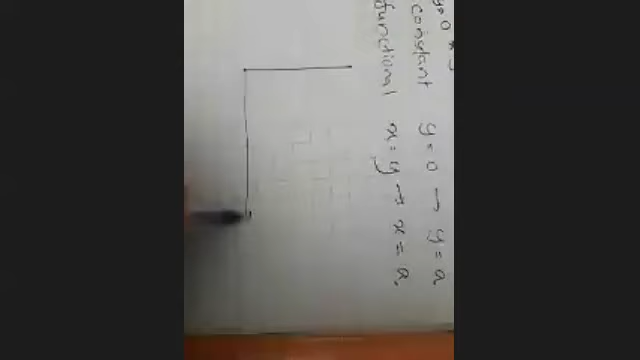 constant y = 0 → y = a
functional x = y → x = a